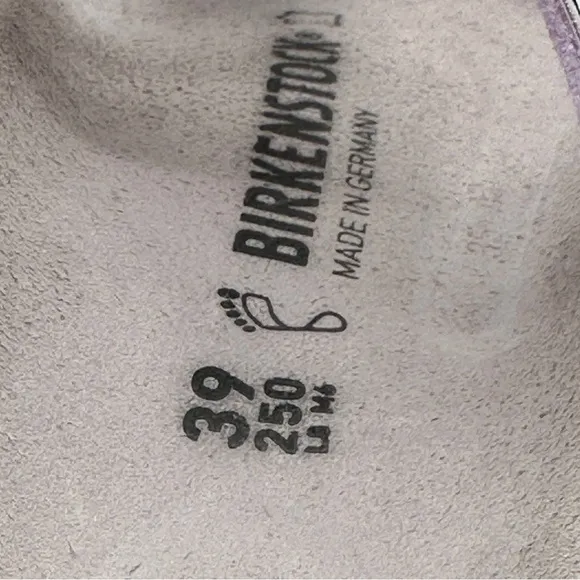 BIRKENSTOCK®
MADE IN GERMANY
39
250
L8 M6